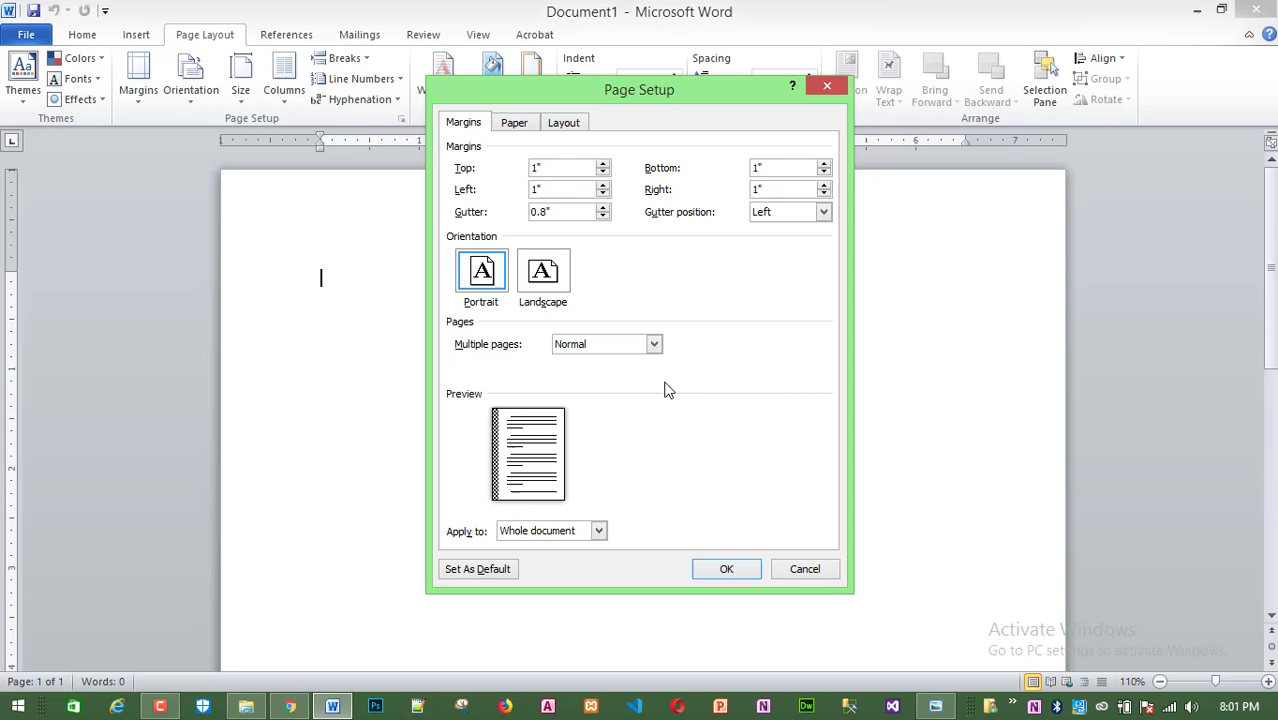 Document1 - Microsoft Word
File Home Insert Page Layout References Mailings Review View Acrobat
Themes
Colors
Fonts
Effects
Themes
Margins Orientation Size Columns
Breaks
Line Numbers
Hyphenation
Page Setup
Indent
Spacing
Wrap Text
Bring Forward
Send Backward
Selection Pane
Align
Group
Rotate
Arrange
Page Setup
Margins Paper Layout
Margins
Top: 1" Bottom: 1"
Left: 1" Right: 1"
Gutter: 0.8" Gutter position: Left
Orientation
Portrait Landscape
Pages
Multiple pages: Normal
Preview
Apply to: Whole document
Set As Default OK Cancel
Activate Windows
Go to PC settings to activate Windows.
Page: 1 of 1 Words: 0 110%
8:01 PM